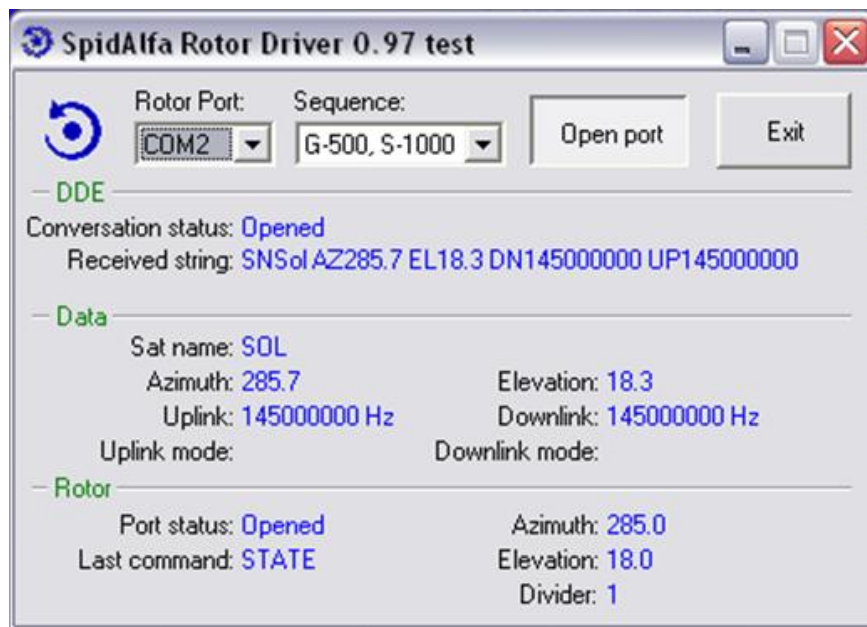 SpidAlfa Rotor Driver 0.97 test
Rotor Port: Sequence:
COM2 G-500, S-1000 Open port Exit
DDE
Conversation status: Opened
Received string: SNSol AZ285.7 EL18.3 DN145000000 UP145000000
Data
Sat name: SOL
Azimuth: 285.7 Elevation: 18.3
Uplink: 145000000 Hz Downlink: 145000000 Hz
Uplink mode: Downlink mode:
Rotor
Port status: Opened Azimuth: 285.0
Last command: STATE Elevation: 18.0
Divider: 1